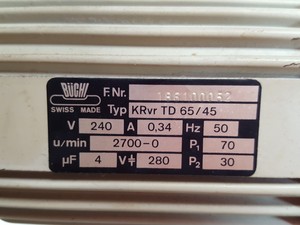 BÜCHI F.Nr.
SWISS MADE Typ KRvr TD 65/45
V 240 A 0,34 Hz 50
u/min 2700-0 P1 70
µF 4 V⏚ 280 P2 30